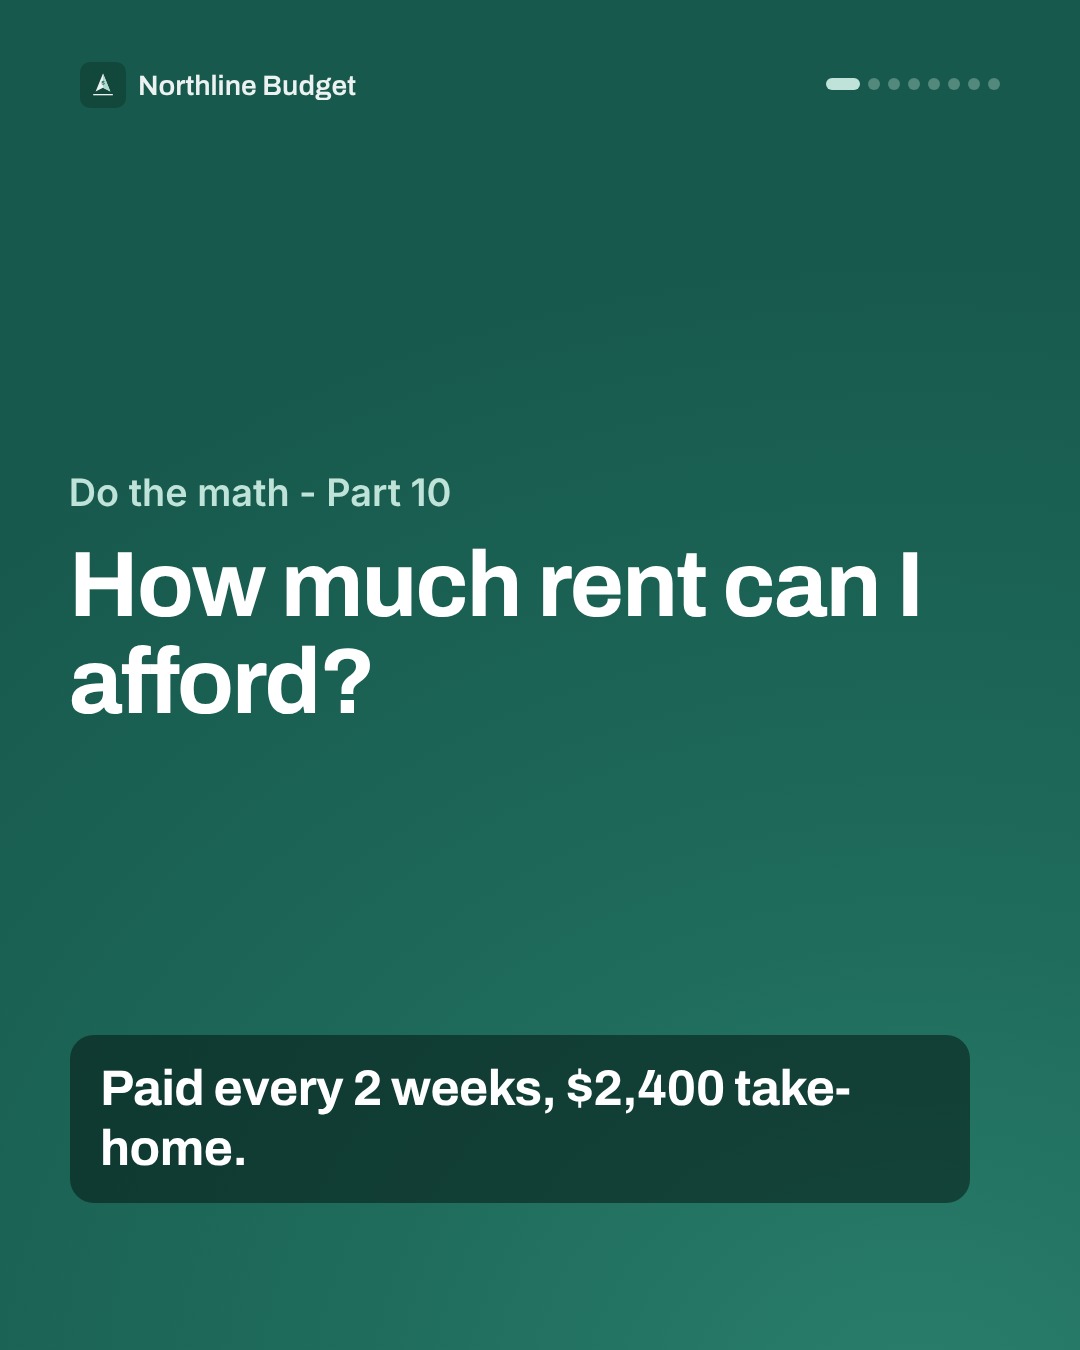 Northline Budget
Do the math - Part 10
How much rent can I
afford?
Paid every 2 weeks, $2,400 take-
home.